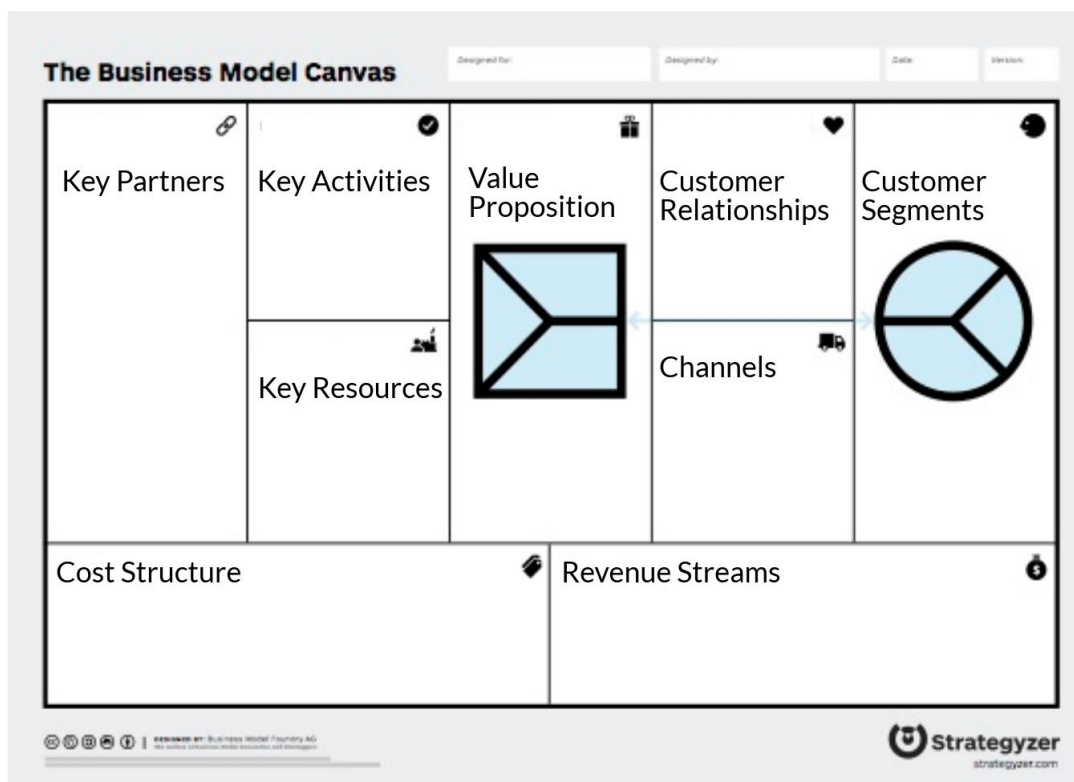 The Business Model Canvas
Designed for:
Designed by:
Date:
Version:
Key Partners
Key Activities
Value
Proposition
Customer
Relationships
Customer
Segments
Key Resources
Channels
Cost Structure
Revenue Streams
DESIGNED BY: Business Model Foundry AG
Strategyzer
strategyzer.com